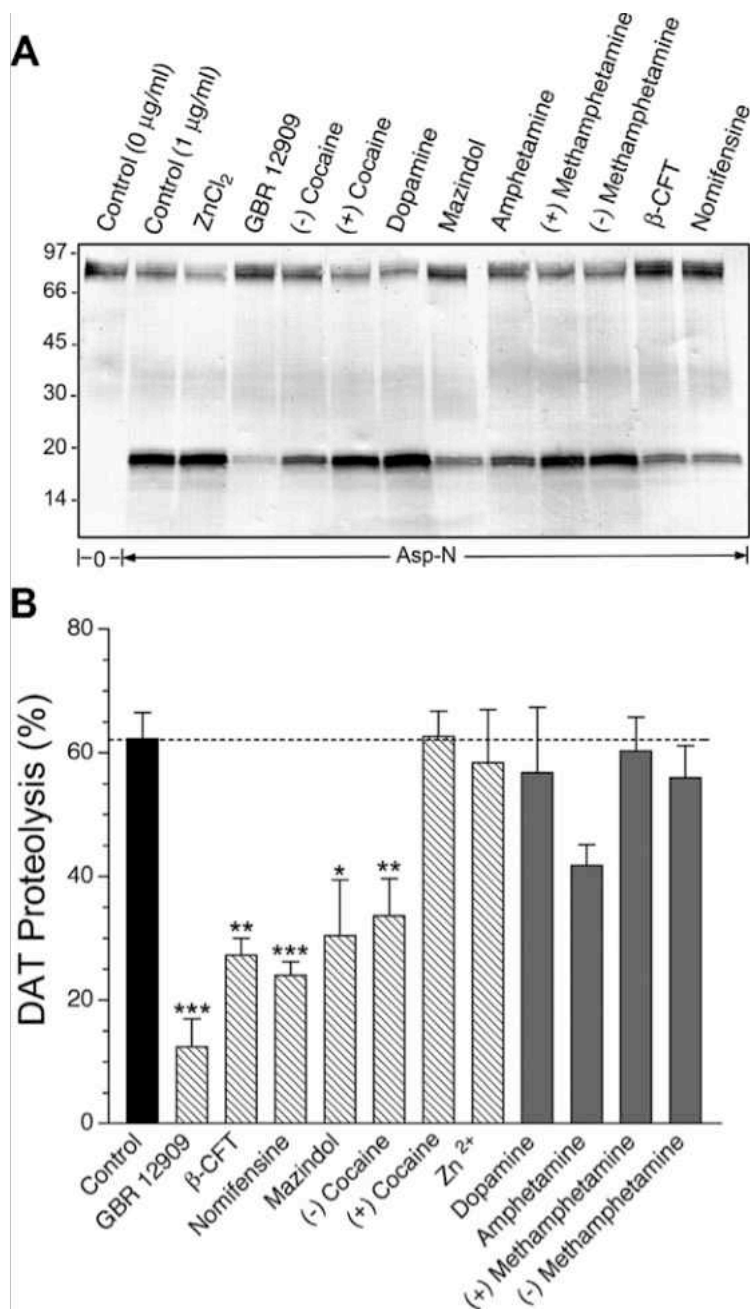 A
Control (0 μg/ml)
Control (1 μg/ml)
ZnCl₂
GBR 12909
(-) Cocaine
(+) Cocaine
Dopamine
Mazindol
Amphetamine
(+) Methamphetamine
(-) Methamphetamine
β-CFT
Nomifensine
97
66
45
30
20
14
0
Asp-N
B
DAT Proteolysis (%)
80
60
40
20
0
***
**
***
*
**
Control
GBR 12909
β-CFT
Nomifensine
Mazindol
(-) Cocaine
(+) Cocaine
Zn ²⁺
Dopamine
Amphetamine
(+) Methamphetamine
(-) Methamphetamine